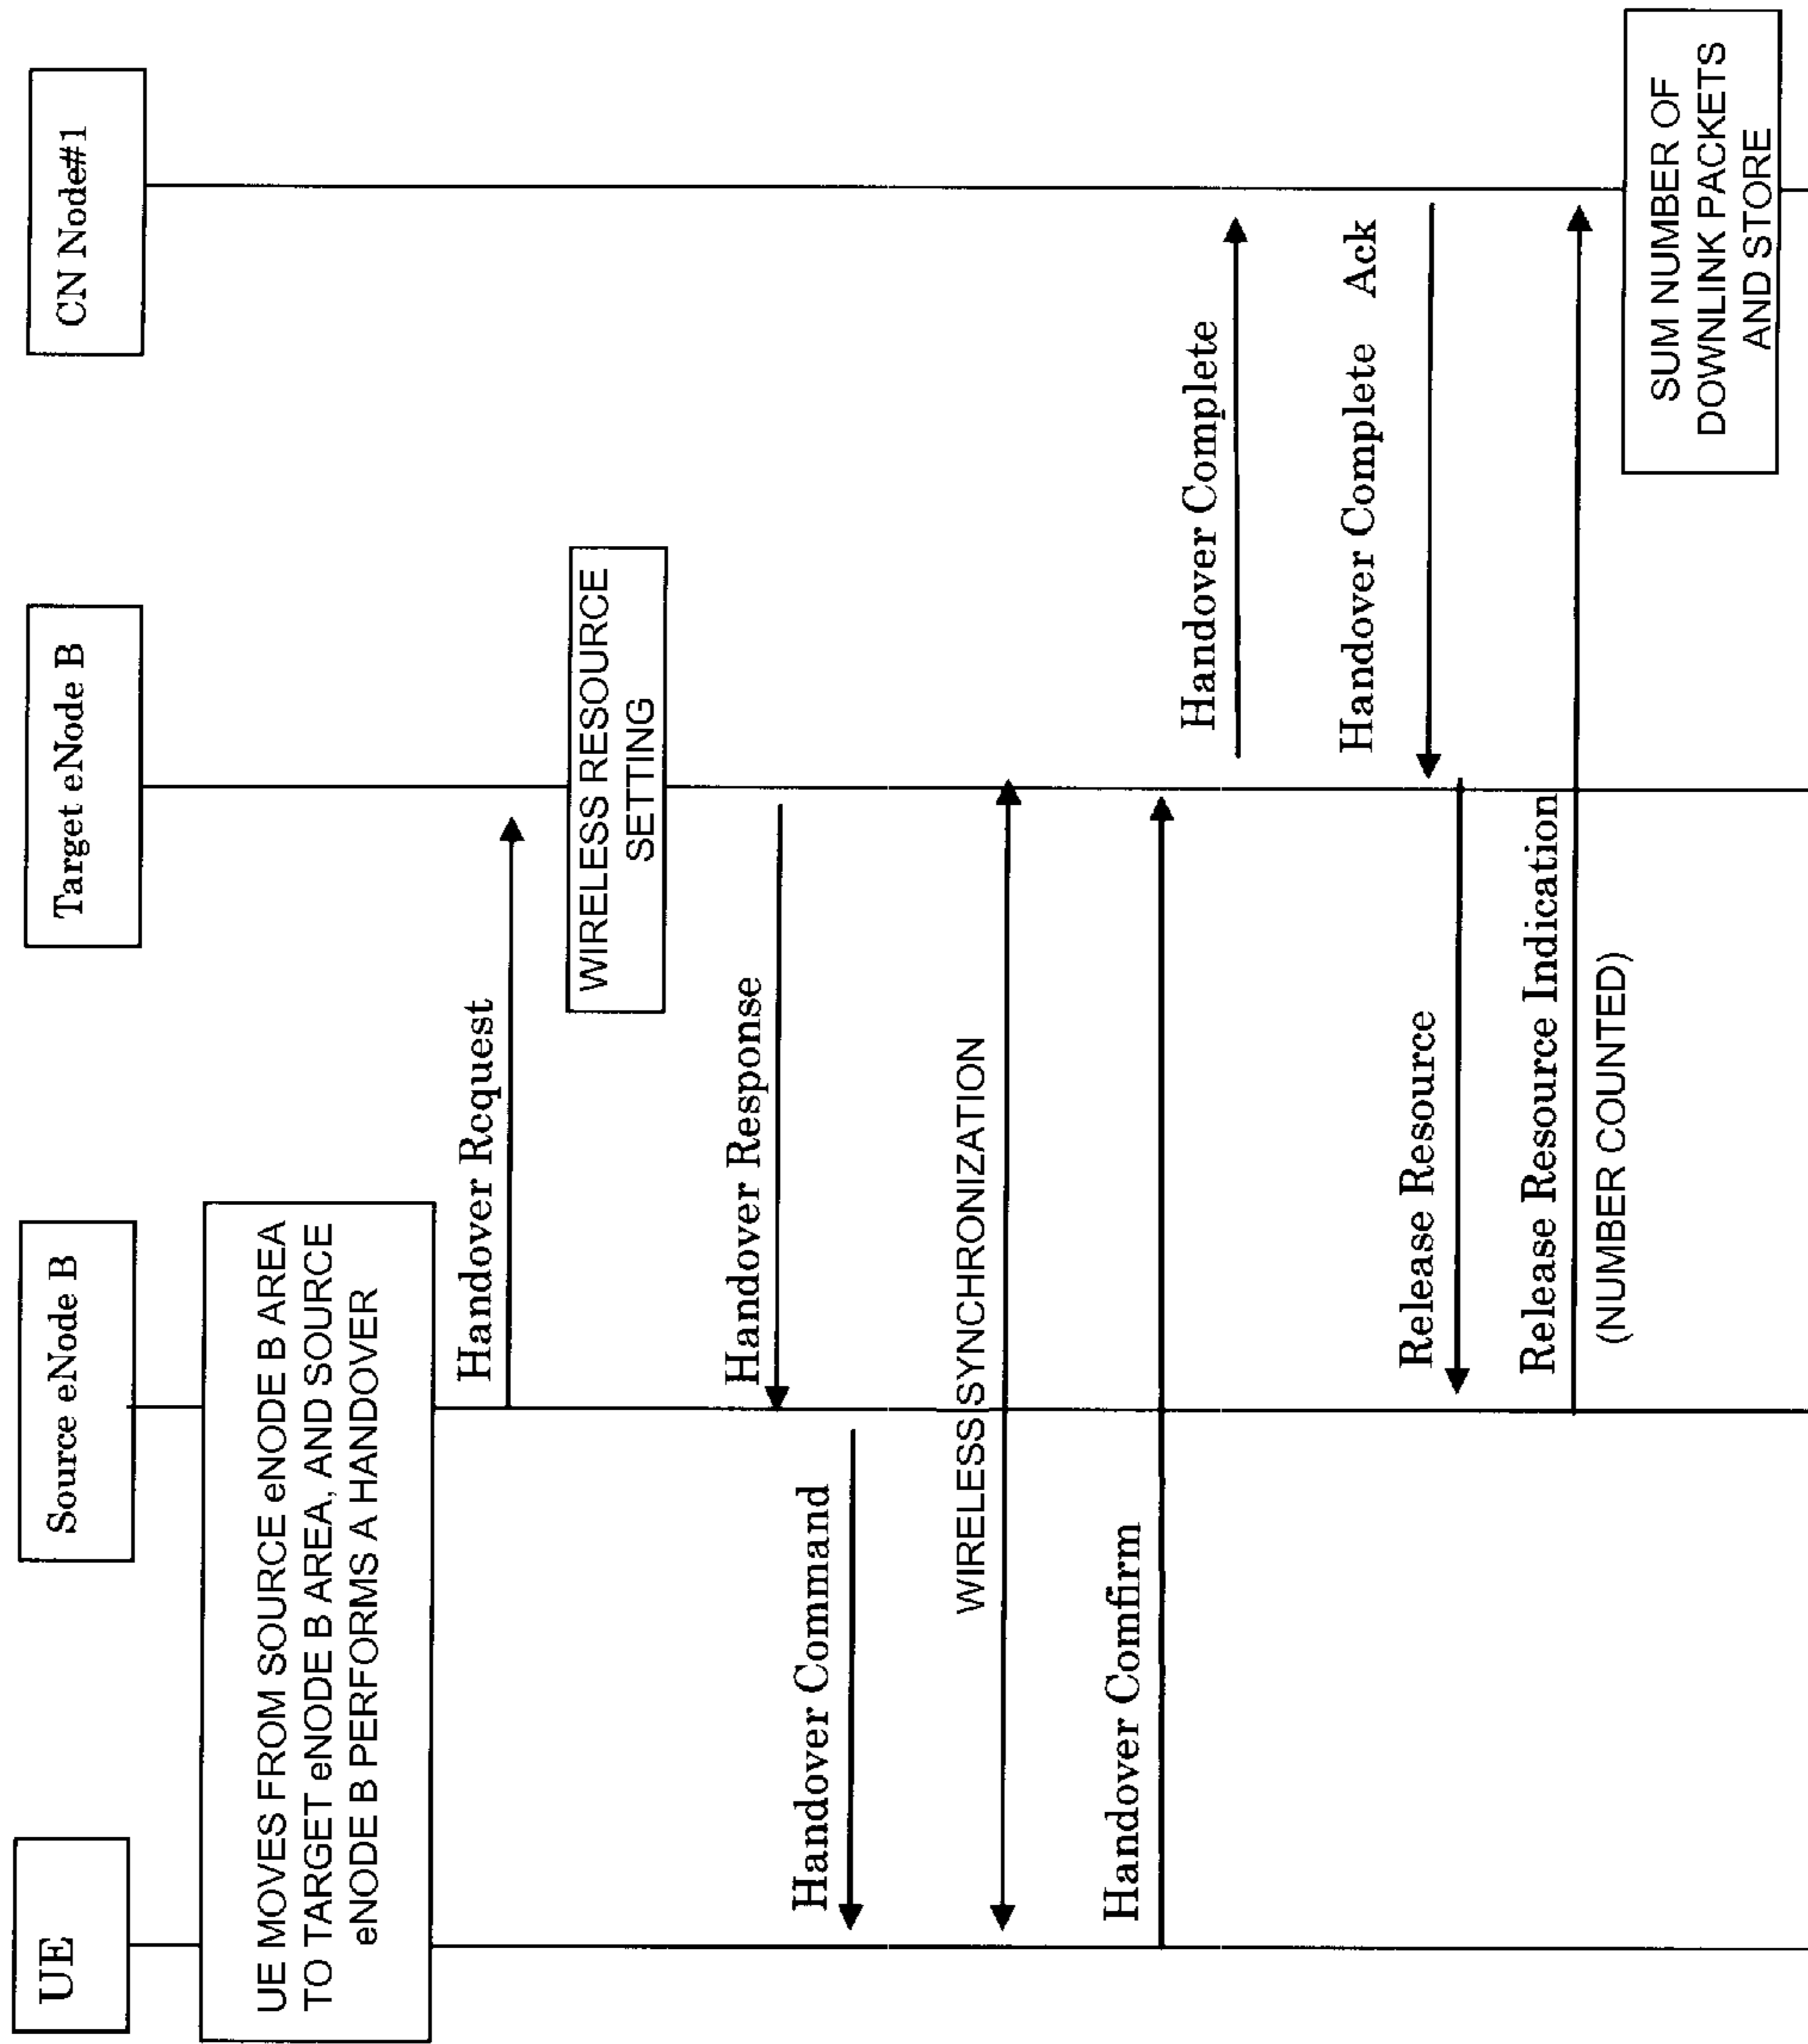 UE
Source eNode B
Target eNode B
CN Node#1
UE MOVES FROM SOURCE eNODE B AREA
TO TARGET eNODE B AREA, AND SOURCE
eNODE B PERFORMS A HANDOVER
Handover Request
WIRELESS RESOURCE
SETTING
Handover Response
Handover Command
WIRELESS SYNCHRONIZATION
Handover Confirm
Handover Complete
Handover Complete Ack
Release Resource
Release Resource Indication
(NUMBER COUNTED)
SUM NUMBER OF
DOWNLINK PACKETS
AND STORE